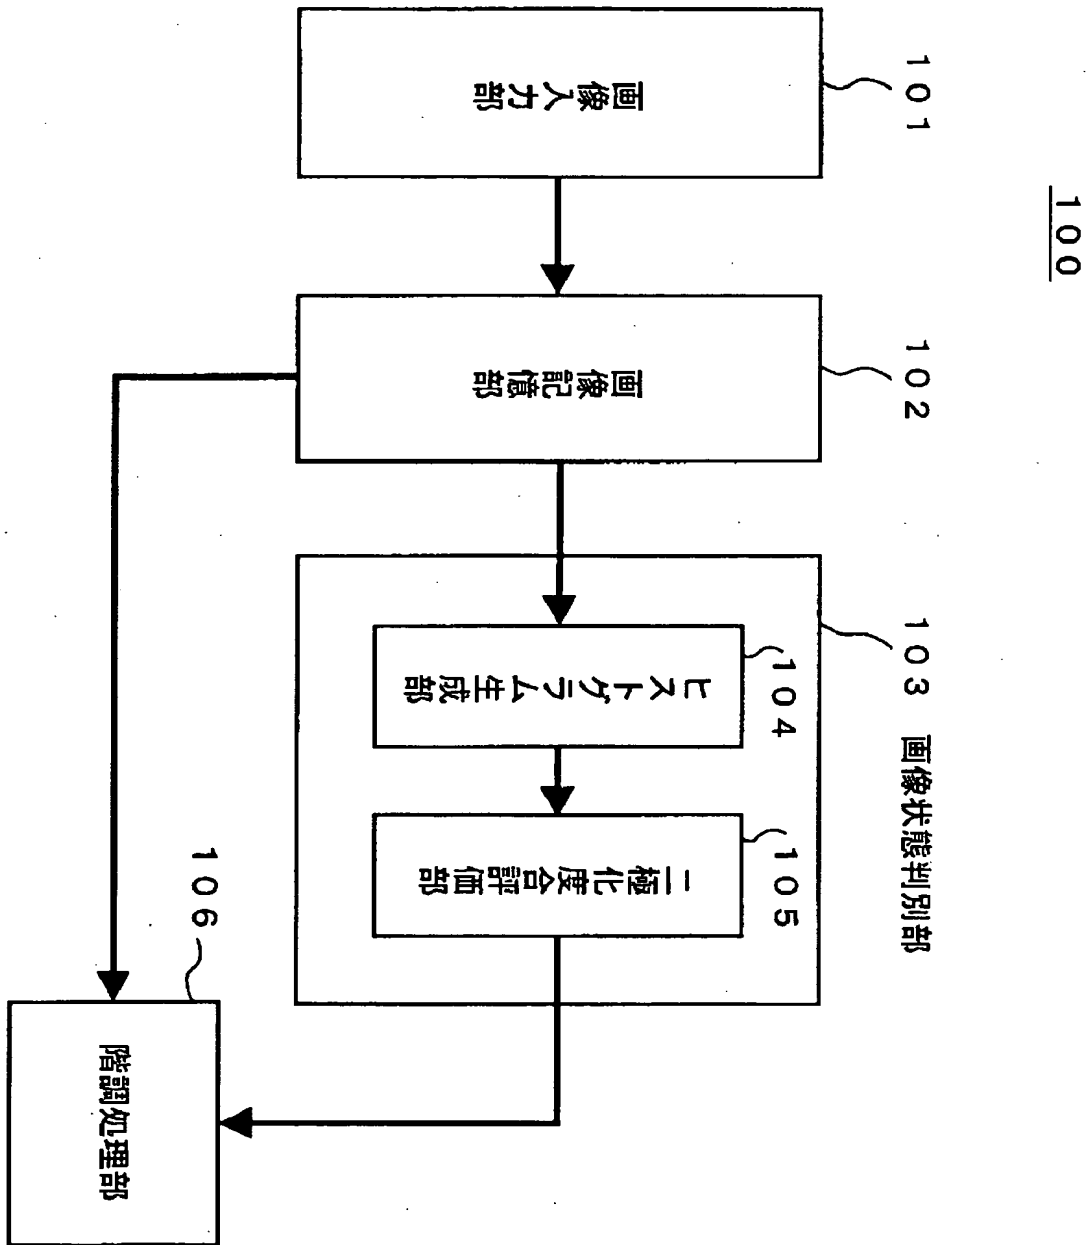 100
101
画像入力部
102
画像記憶部
103 画像状態判別部
104
ヒストグラム生成部
105
二極化度合評価部
106
階調処理部